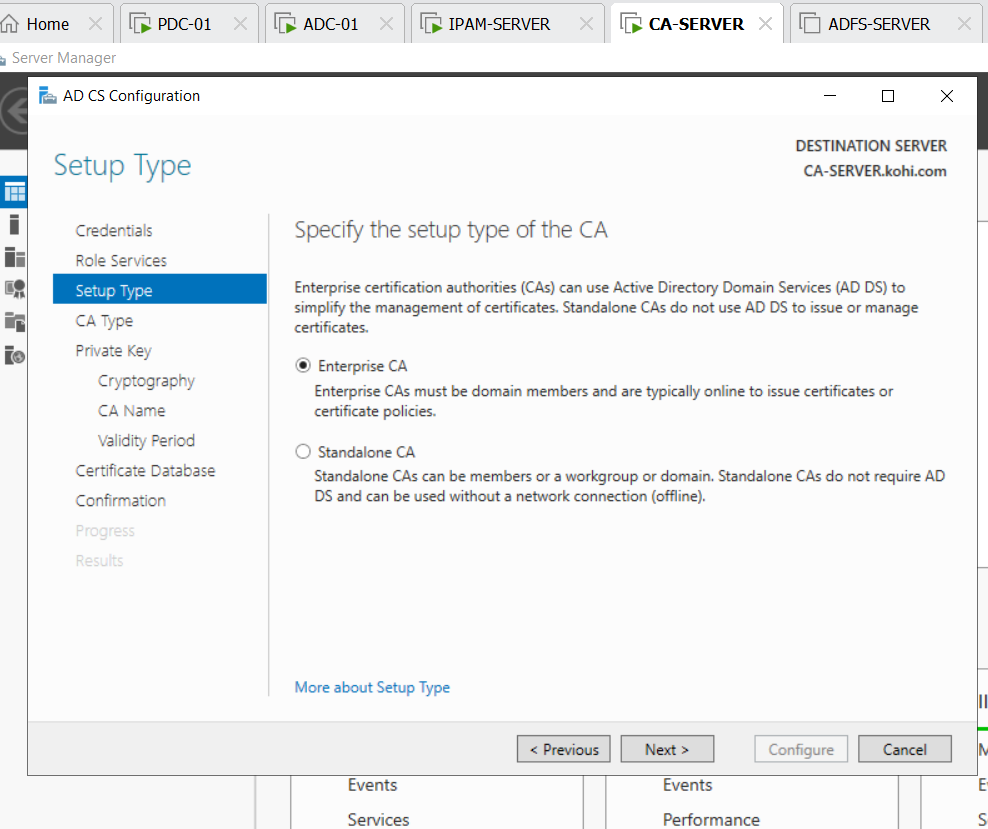 Home
PDC-01
ADC-01
IPAM-SERVER
CA-SERVER
ADFS-SERVER
Server Manager
AD CS Configuration
DESTINATION SERVER
CA-SERVER.kohi.com
Setup Type
Credentials
Role Services
Setup Type
CA Type
Private Key
Cryptography
CA Name
Validity Period
Certificate Database
Confirmation
Progress
Results
Specify the setup type of the CA
Enterprise certification authorities (CAs) can use Active Directory Domain Services (AD DS) to
simplify the management of certificates. Standalone CAs do not use AD DS to issue or manage
certificates.
Enterprise CA
Enterprise CAs must be domain members and are typically online to issue certificates or
certificate policies.
Standalone CA
Standalone CAs can be members or a workgroup or domain. Standalone CAs do not require AD
DS and can be used without a network connection (offline).
More about Setup Type
< Previous
Next >
Configure
Cancel
Events
Services
Events
Performance